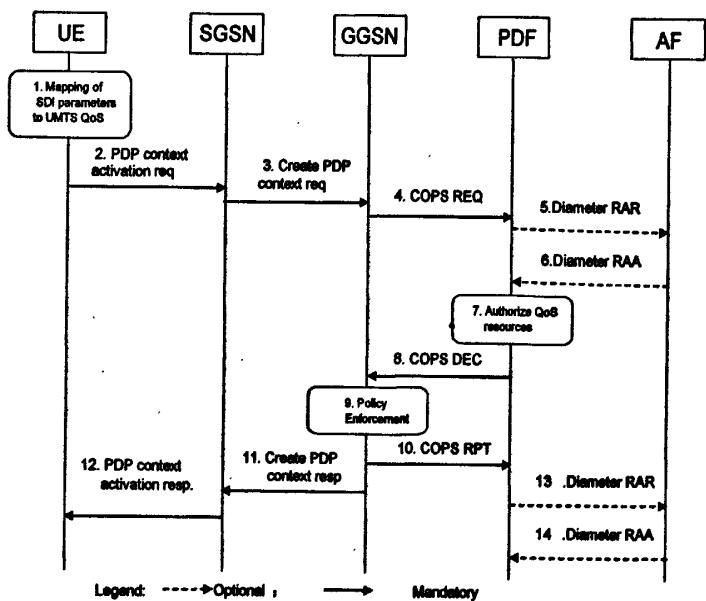 UE
SGSN
GGSN
PDF
AF
1. Mapping of
SDI parameters
to UMTS QoS
2. PDP context
activation req
3. Create PDP
context req
4. COPS REQ
5.Diameter RAR
6.Diameter RAA
7. Authorize QoS
resources
8. COPS DEC
9. Policy
Enforcement
10. COPS RPT
11. Create PDP
context resp
12. PDP context
activation resp.
13 .Diameter RAR
14 .Diameter RAA
Legend: Optional ; Mandatory